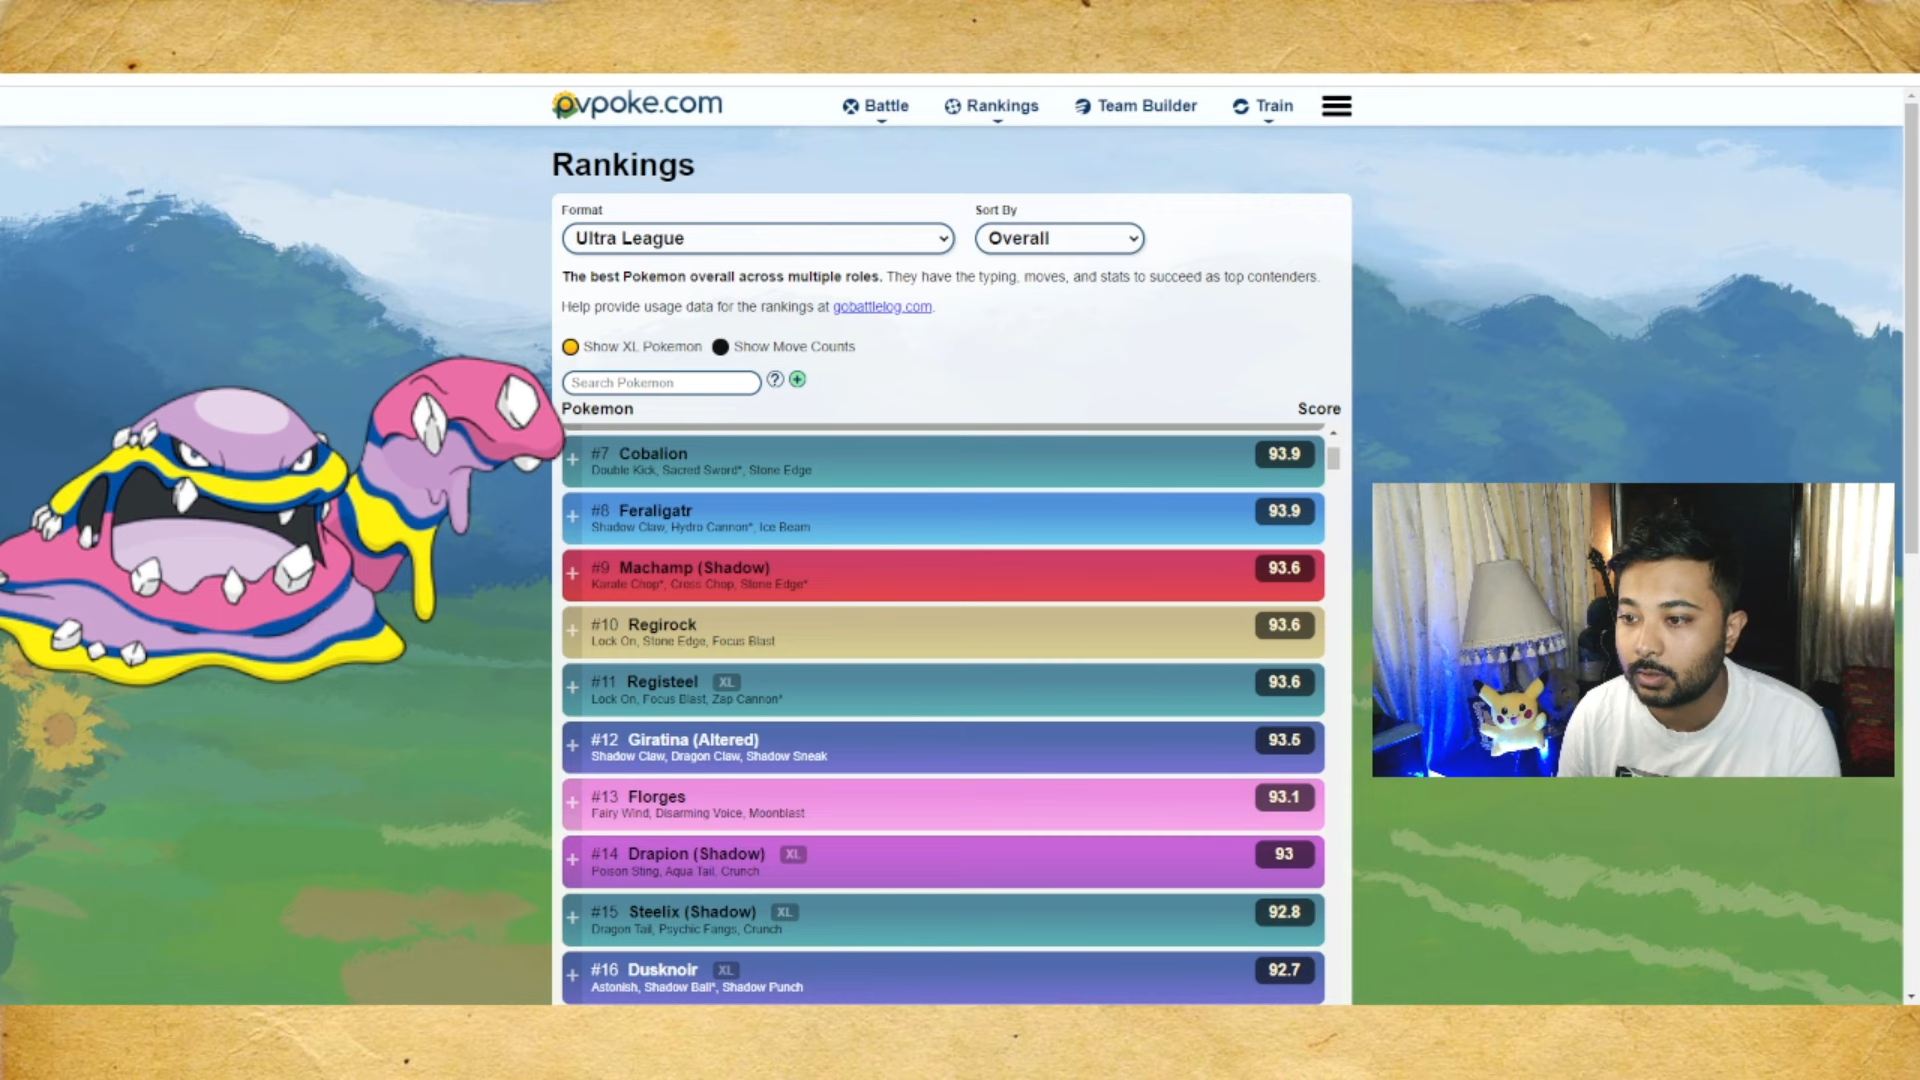 pvpoke.com
Battle
Rankings
Team Builder
Train
Rankings
Format
Sort By
Ultra League
Overall
The best Pokemon overall across multiple roles. They have the typing, moves, and stats to succeed as top contenders.
Help provide usage data for the rankings at gobattlelog.com.
Show XL Pokemon
Show Move Counts
Search Pokemon
?
+
Pokemon
Score
+ #7 Cobalion 93.9
Double Kick, Sacred Sword*, Stone Edge
+ #8 Feraligatr 93.9
Shadow Claw, Hydro Cannon*, Ice Beam
+ #9 Machamp (Shadow) 93.6
Karate Chop*, Cross Chop, Stone Edge*
+ #10 Regirock 93.6
Lock On, Stone Edge, Focus Blast
+ #11 Registeel XL 93.6
Lock On, Focus Blast, Zap Cannon*
+ #12 Giratina (Altered) 93.5
Shadow Claw, Dragon Claw, Shadow Sneak
+ #13 Florges 93.1
Fairy Wind, Disarming Voice, Moonblast
+ #14 Drapion (Shadow) XL 93
Poison Sting, Aqua Tail, Crunch
+ #15 Steelix (Shadow) XL 92.8
Dragon Tail, Psychic Fangs, Crunch
+ #16 Dusknoir XL 92.7
Astonish, Shadow Ball*, Shadow Punch